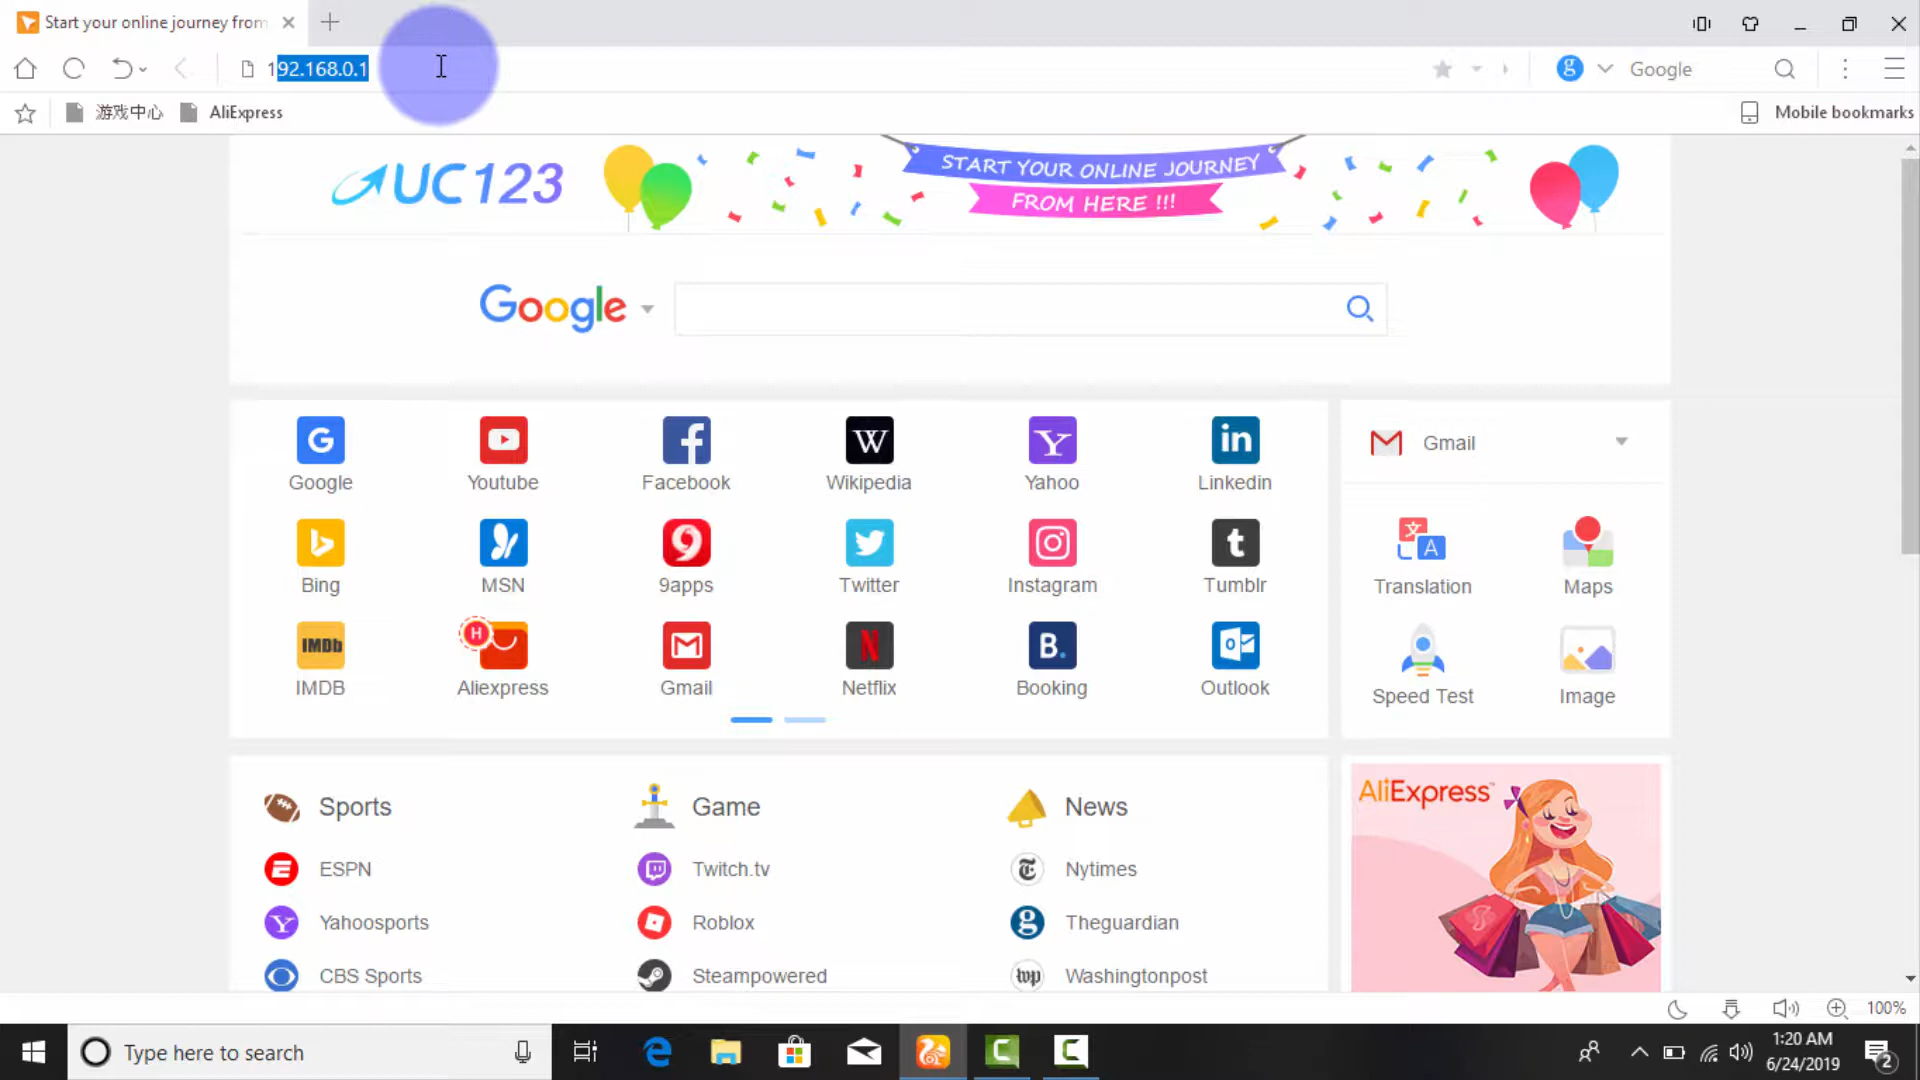 Start your online journey from
192.168.0.1
Google
游戏中心
AliExpress
Mobile bookmarks
UC123
START YOUR ONLINE JOURNEY
FROM HERE !!!
Google
G
W
Y
in
Google
Youtube
Facebook
Wikipedia
Yahoo
Linkedin
Gmail
Bing
MSN
9apps
Twitter
Instagram
Tumblr
Translation
Maps
IMDb
H
N
B.
IMDB
Aliexpress
Gmail
Netflix
Booking
Outlook
Speed Test
Image
Sports
Game
News
ESPN
Twitch.tv
Nytimes
Yahoosports
Roblox
Theguardian
CBS Sports
Steampowered
Washingtonpost
AliExpress
100%
Type here to search
1:20 AM
6/24/2019
2